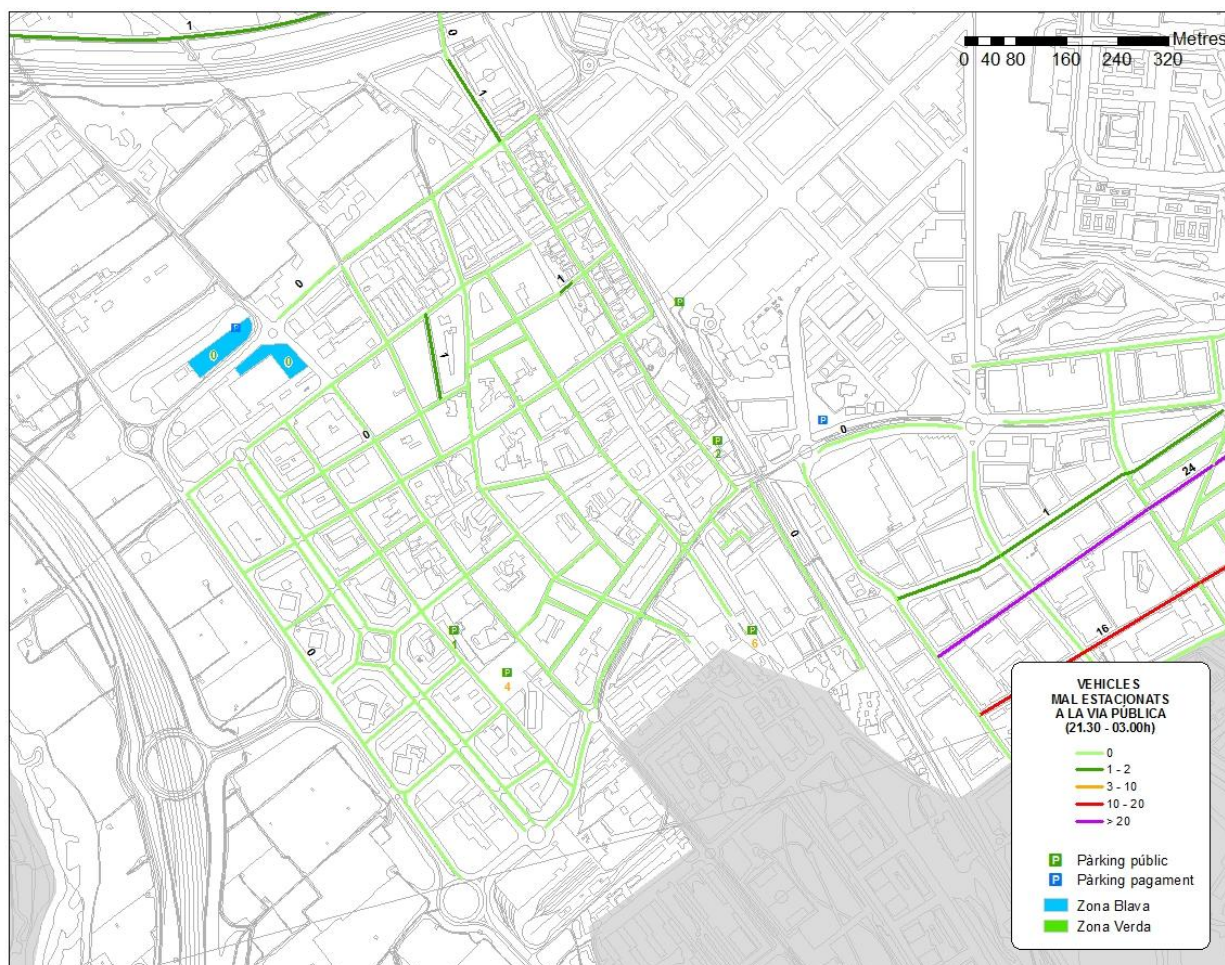 1
0
Metres
0 40 80 160 240 320
1
1
0
P
P
0
0
1
P
0
P
0
P
2
24
1
0
P
1
P
6
16
0
P
4
VEHICLES
MAL ESTACIONATS
A LA VIA PÚBLICA
(21.30 - 03.00h)
0
1 - 2
3 - 10
10 - 20
> 20
P Pàrking públic
P Pàrking pagament
Zona Blava
Zona Verda